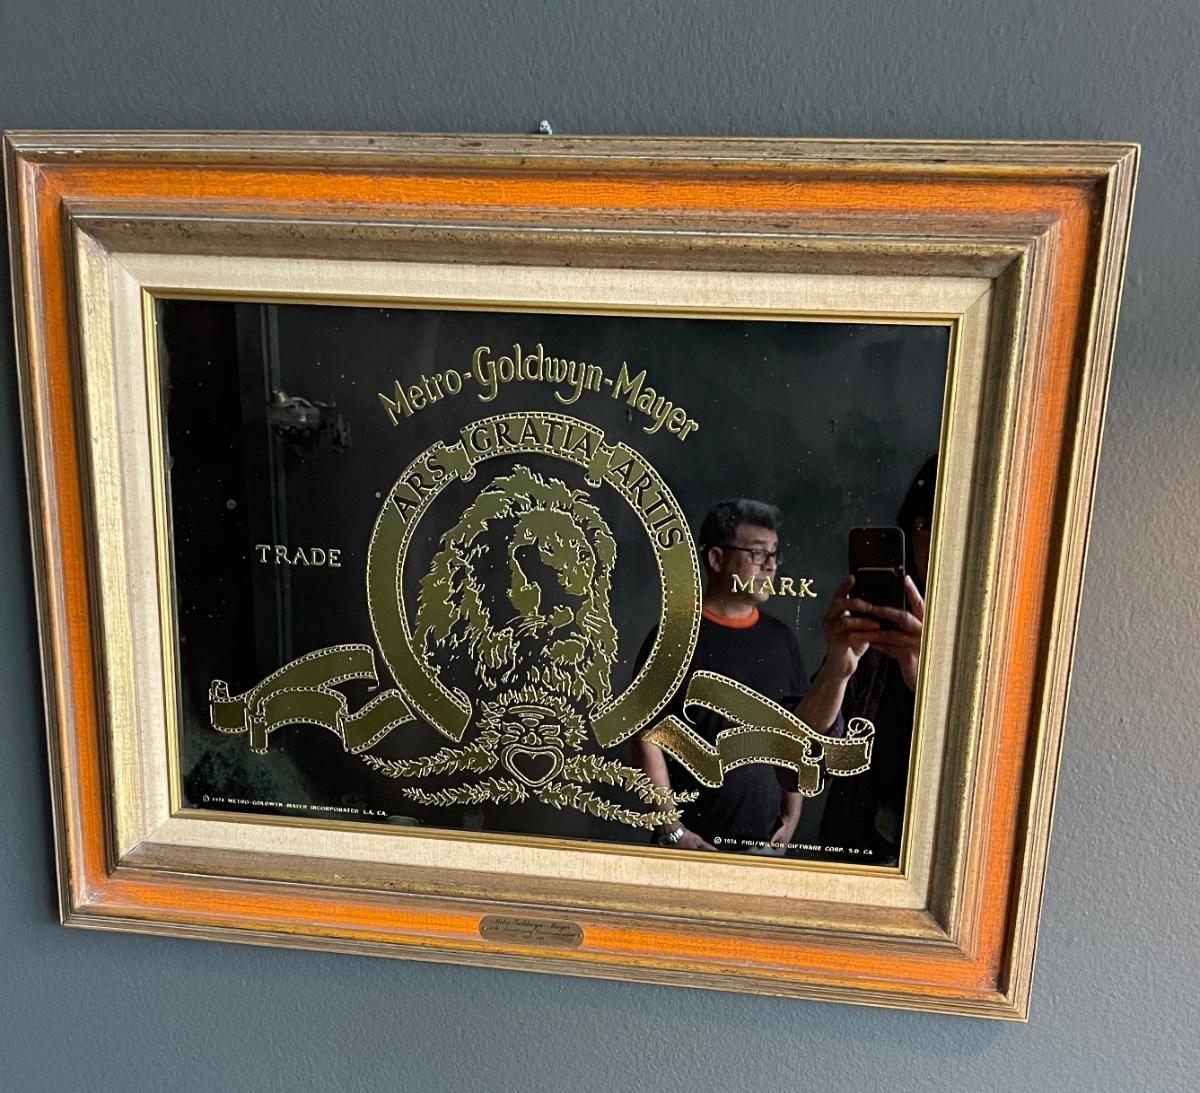 Metro-Goldwyn-Mayer
ARS GRATIA ARTIS
TRADE
MARK
© 1974 METRO-GOLDWYN-MAYER INCORPORATED L.A. CA.
© 1974 FIGI/WILSON GIFTWARE CORP. S.D. CA
Metro-Goldwyn-Mayer